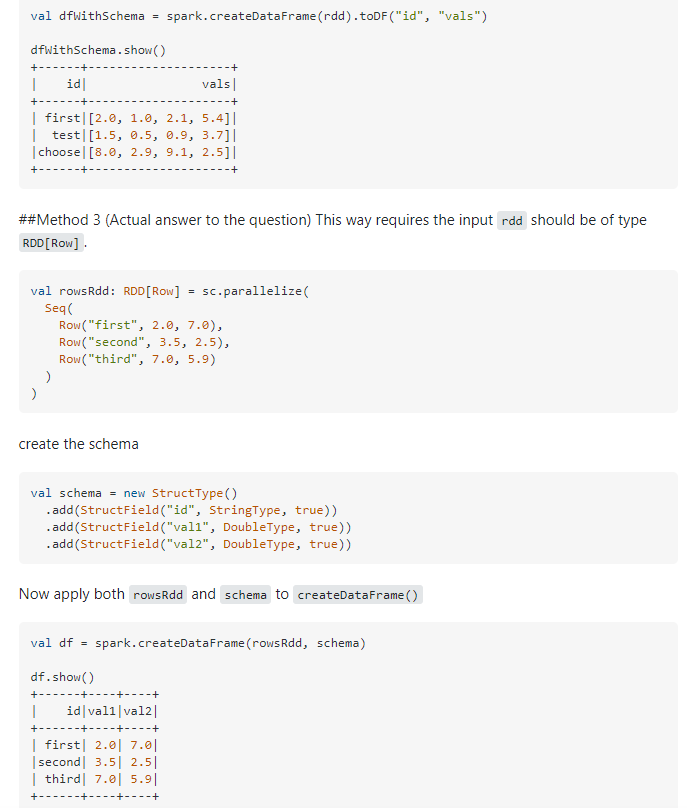 val dfWithSchema = spark.createDataFrame(rdd).toDF("id", "vals")
dfWithSchema.show()
+------+--------------------+
|    id|                vals|
+------+--------------------+
| first|[2.0, 1.0, 2.1, 5.4]|
|  test|[1.5, 0.5, 0.9, 3.7]|
|choose|[8.0, 2.9, 9.1, 2.5]|
+------+--------------------+
##Method 3 (Actual answer to the question) This way requires the input rdd should be of type
RDD[Row] .
val rowsRdd: RDD[Row] = sc.parallelize(
  Seq(
    Row("first", 2.0, 7.0),
    Row("second", 3.5, 2.5),
    Row("third", 7.0, 5.9)
  )
)
create the schema
val schema = new StructType()
  .add(StructField("id", StringType, true))
  .add(StructField("val1", DoubleType, true))
  .add(StructField("val2", DoubleType, true))
Now apply both rowsRdd and schema to createDataFrame()
val df = spark.createDataFrame(rowsRdd, schema)
df.show()
+------+----+----+
|    id|val1|val2|
+------+----+----+
| first| 2.0| 7.0|
|second| 3.5| 2.5|
| third| 7.0| 5.9|
+------+----+----+